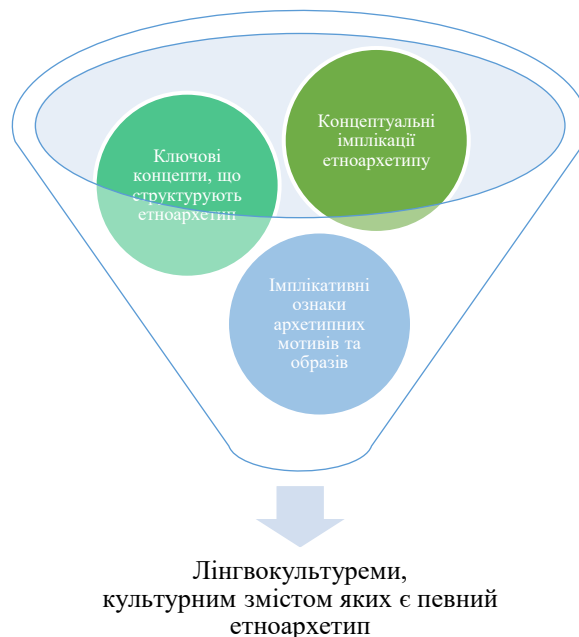 Концептуальні
імплікації
етноархетипу
Ключові
концепти, що
структурують
етноархетип
Імплікативні
ознаки
архетипних
мотивів та
образів
Лінгвокультуреми,
культурним змістом яких є певний
етноархетип